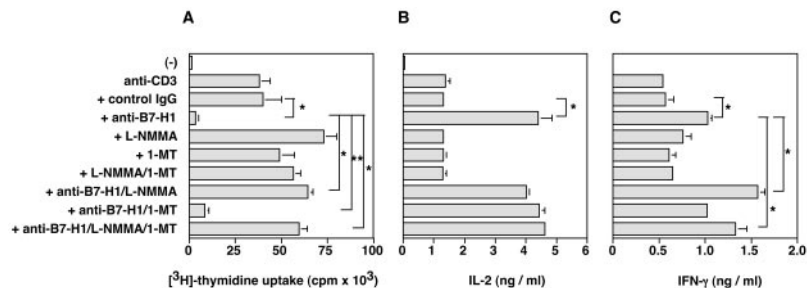 A B C
(-)
anti-CD3
+ control IgG
+ anti-B7-H1
+ L-NMMA
+ 1-MT
+ L-NMMA/1-MT
+ anti-B7-H1/L-NMMA
+ anti-B7-H1/1-MT
+ anti-B7-H1/L-NMMA/1-MT
* * ** *
*
* * *
0 25 50 75 100
0 1 2 3 4 5 6
0 0.5 1.0 1.5 2.0
[³H]-thymidine uptake (cpm x 10³)
IL-2 (ng / ml)
IFN-γ (ng / ml)